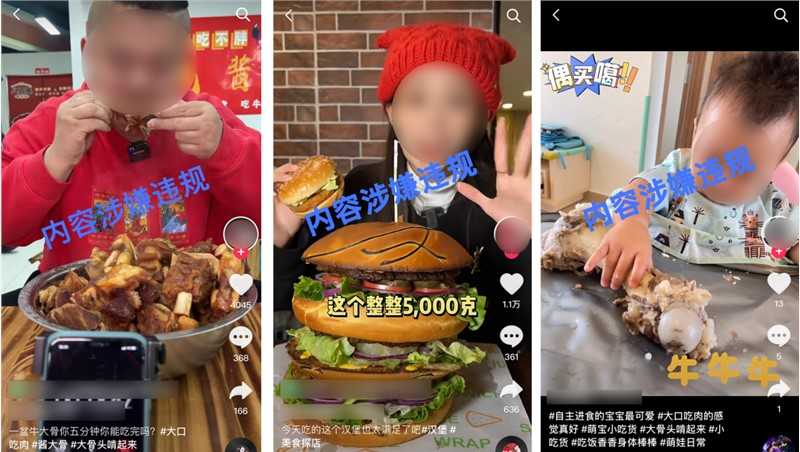 吃不胖
酱
吃牛
内容涉嫌违规
4045
368
166
一盆牛大骨你五分钟你能吃完吗？#大口
吃肉 #酱大骨 #大骨头啃起来
内容涉嫌违规
这个整整5,000克
1.1万
361
636
WRAP
今天吃的这个汉堡也太满足了吧#汉堡 #
美食探店
偶买噶!!
内容涉嫌违规
13
5
1
牛牛牛
#自主进食的宝宝最可爱 #大口吃肉的感
觉真好 #萌宝小吃货 #大骨头啃起来 #小
吃货 #吃饭香香身体棒棒 #萌娃日常